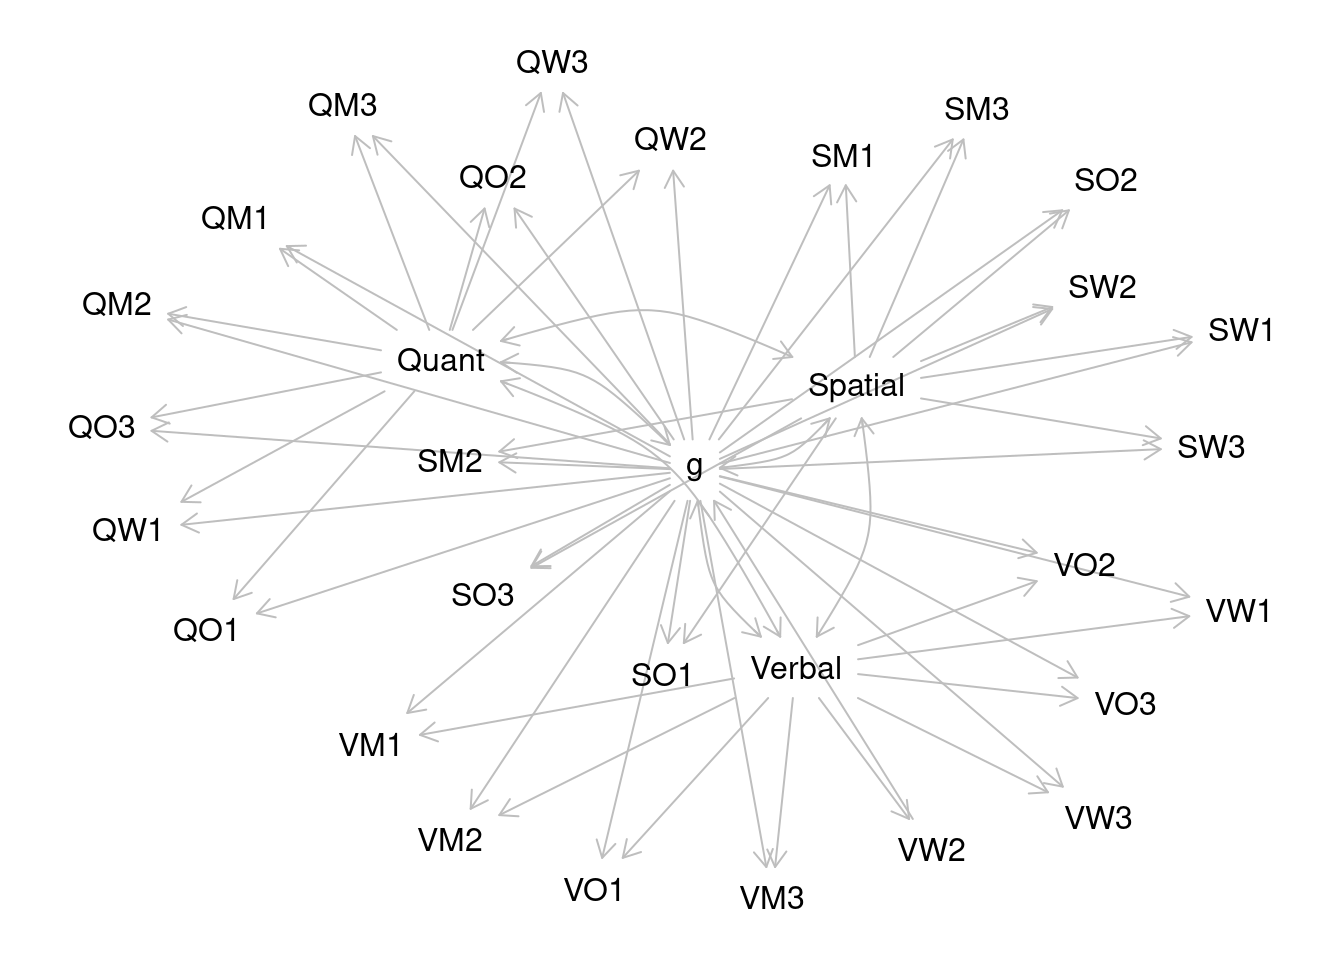 QW3
QM3
SM3
QW2
SM1
QO2
SO2
QM1
SW2
QM2
SW1
Quant
Spatial
QO3
SW3
SM2
g
QW1
VO2
SO3
VW1
QO1
Verbal
SO1
VO3
VM1
VW3
VM2
VW2
VO1
VM3